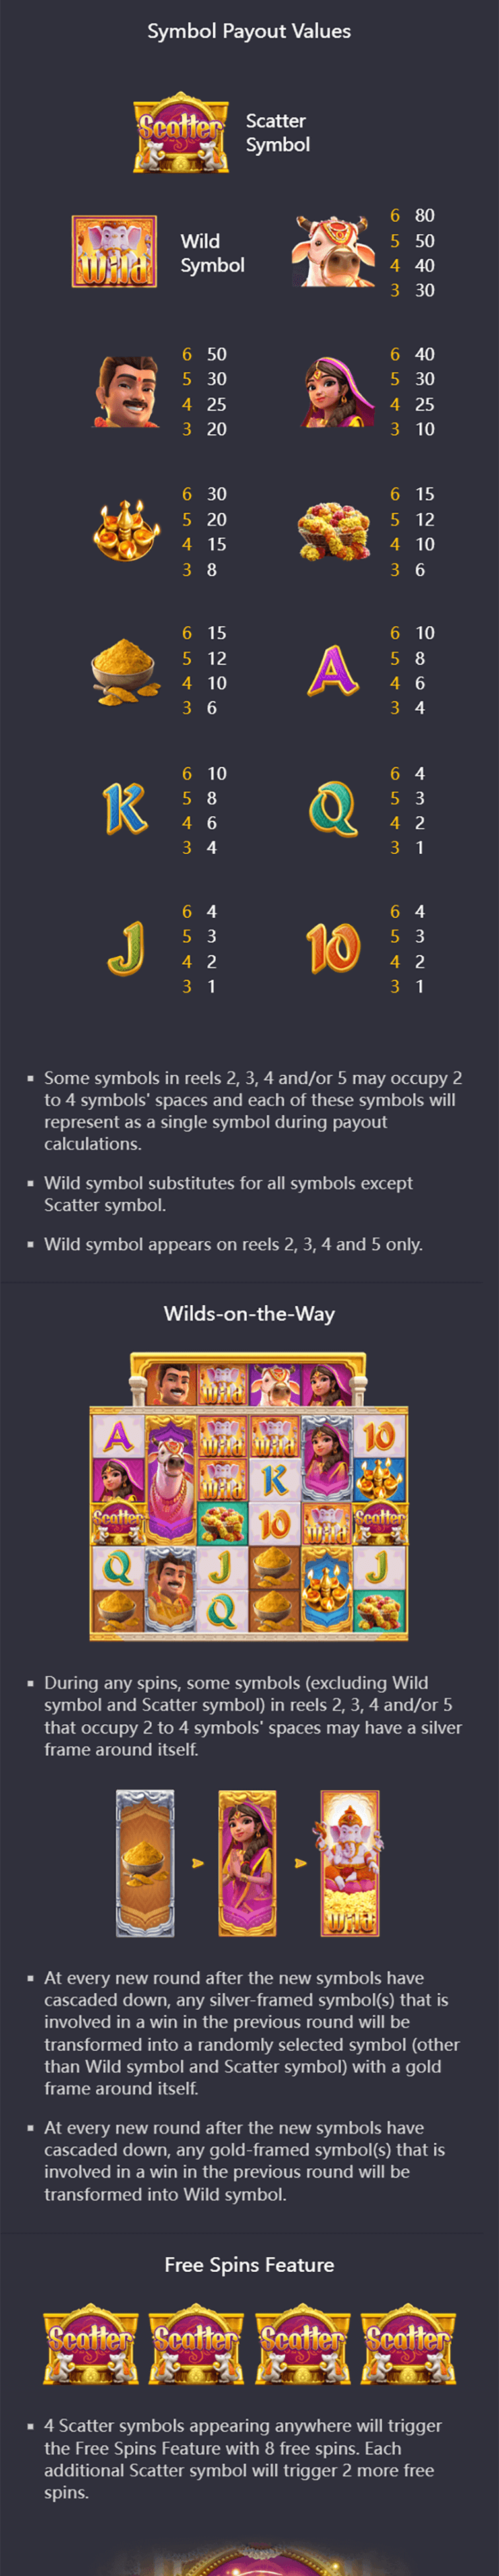 Symbol Payout Values
Scatter
Scatter
Symbol
Wild
Wild
Symbol
6 80
5 50
4 40
3 30
6 50
5 30
4 25
3 20
6 40
5 30
4 25
3 10
6 30
5 20
4 15
3 8
6 15
5 12
4 10
3 6
6 15
5 12
4 10
3 6
A
6 10
5 8
4 6
3 4
K
6 10
5 8
4 6
3 4
Q
6 4
5 3
4 2
3 1
J
6 4
5 3
4 2
3 1
10
6 4
5 3
4 2
3 1
▪ Some symbols in reels 2, 3, 4 and/or 5 may occupy 2
to 4 symbols' spaces and each of these symbols will
represent as a single symbol during payout
calculations.
▪ Wild symbol substitutes for all symbols except
Scatter symbol.
▪ Wild symbol appears on reels 2, 3, 4 and 5 only.
Wilds-on-the-Way
Wild
A Wild Wild 10
Wild K
Scatter 10 Wild Scatter
Q J J
Q
▪ During any spins, some symbols (excluding Wild
symbol and Scatter symbol) in reels 2, 3, 4 and/or 5
that occupy 2 to 4 symbols' spaces may have a silver
frame around itself.
Wild
▪ At every new round after the new symbols have
cascaded down, any silver-framed symbol(s) that is
involved in a win in the previous round will be
transformed into a randomly selected symbol (other
than Wild symbol and Scatter symbol) with a gold
frame around itself.
▪ At every new round after the new symbols have
cascaded down, any gold-framed symbol(s) that is
involved in a win in the previous round will be
transformed into Wild symbol.
Free Spins Feature
Scatter Scatter Scatter Scatter
▪ 4 Scatter symbols appearing anywhere will trigger
the Free Spins Feature with 8 free spins. Each
additional Scatter symbol will trigger 2 more free
spins.